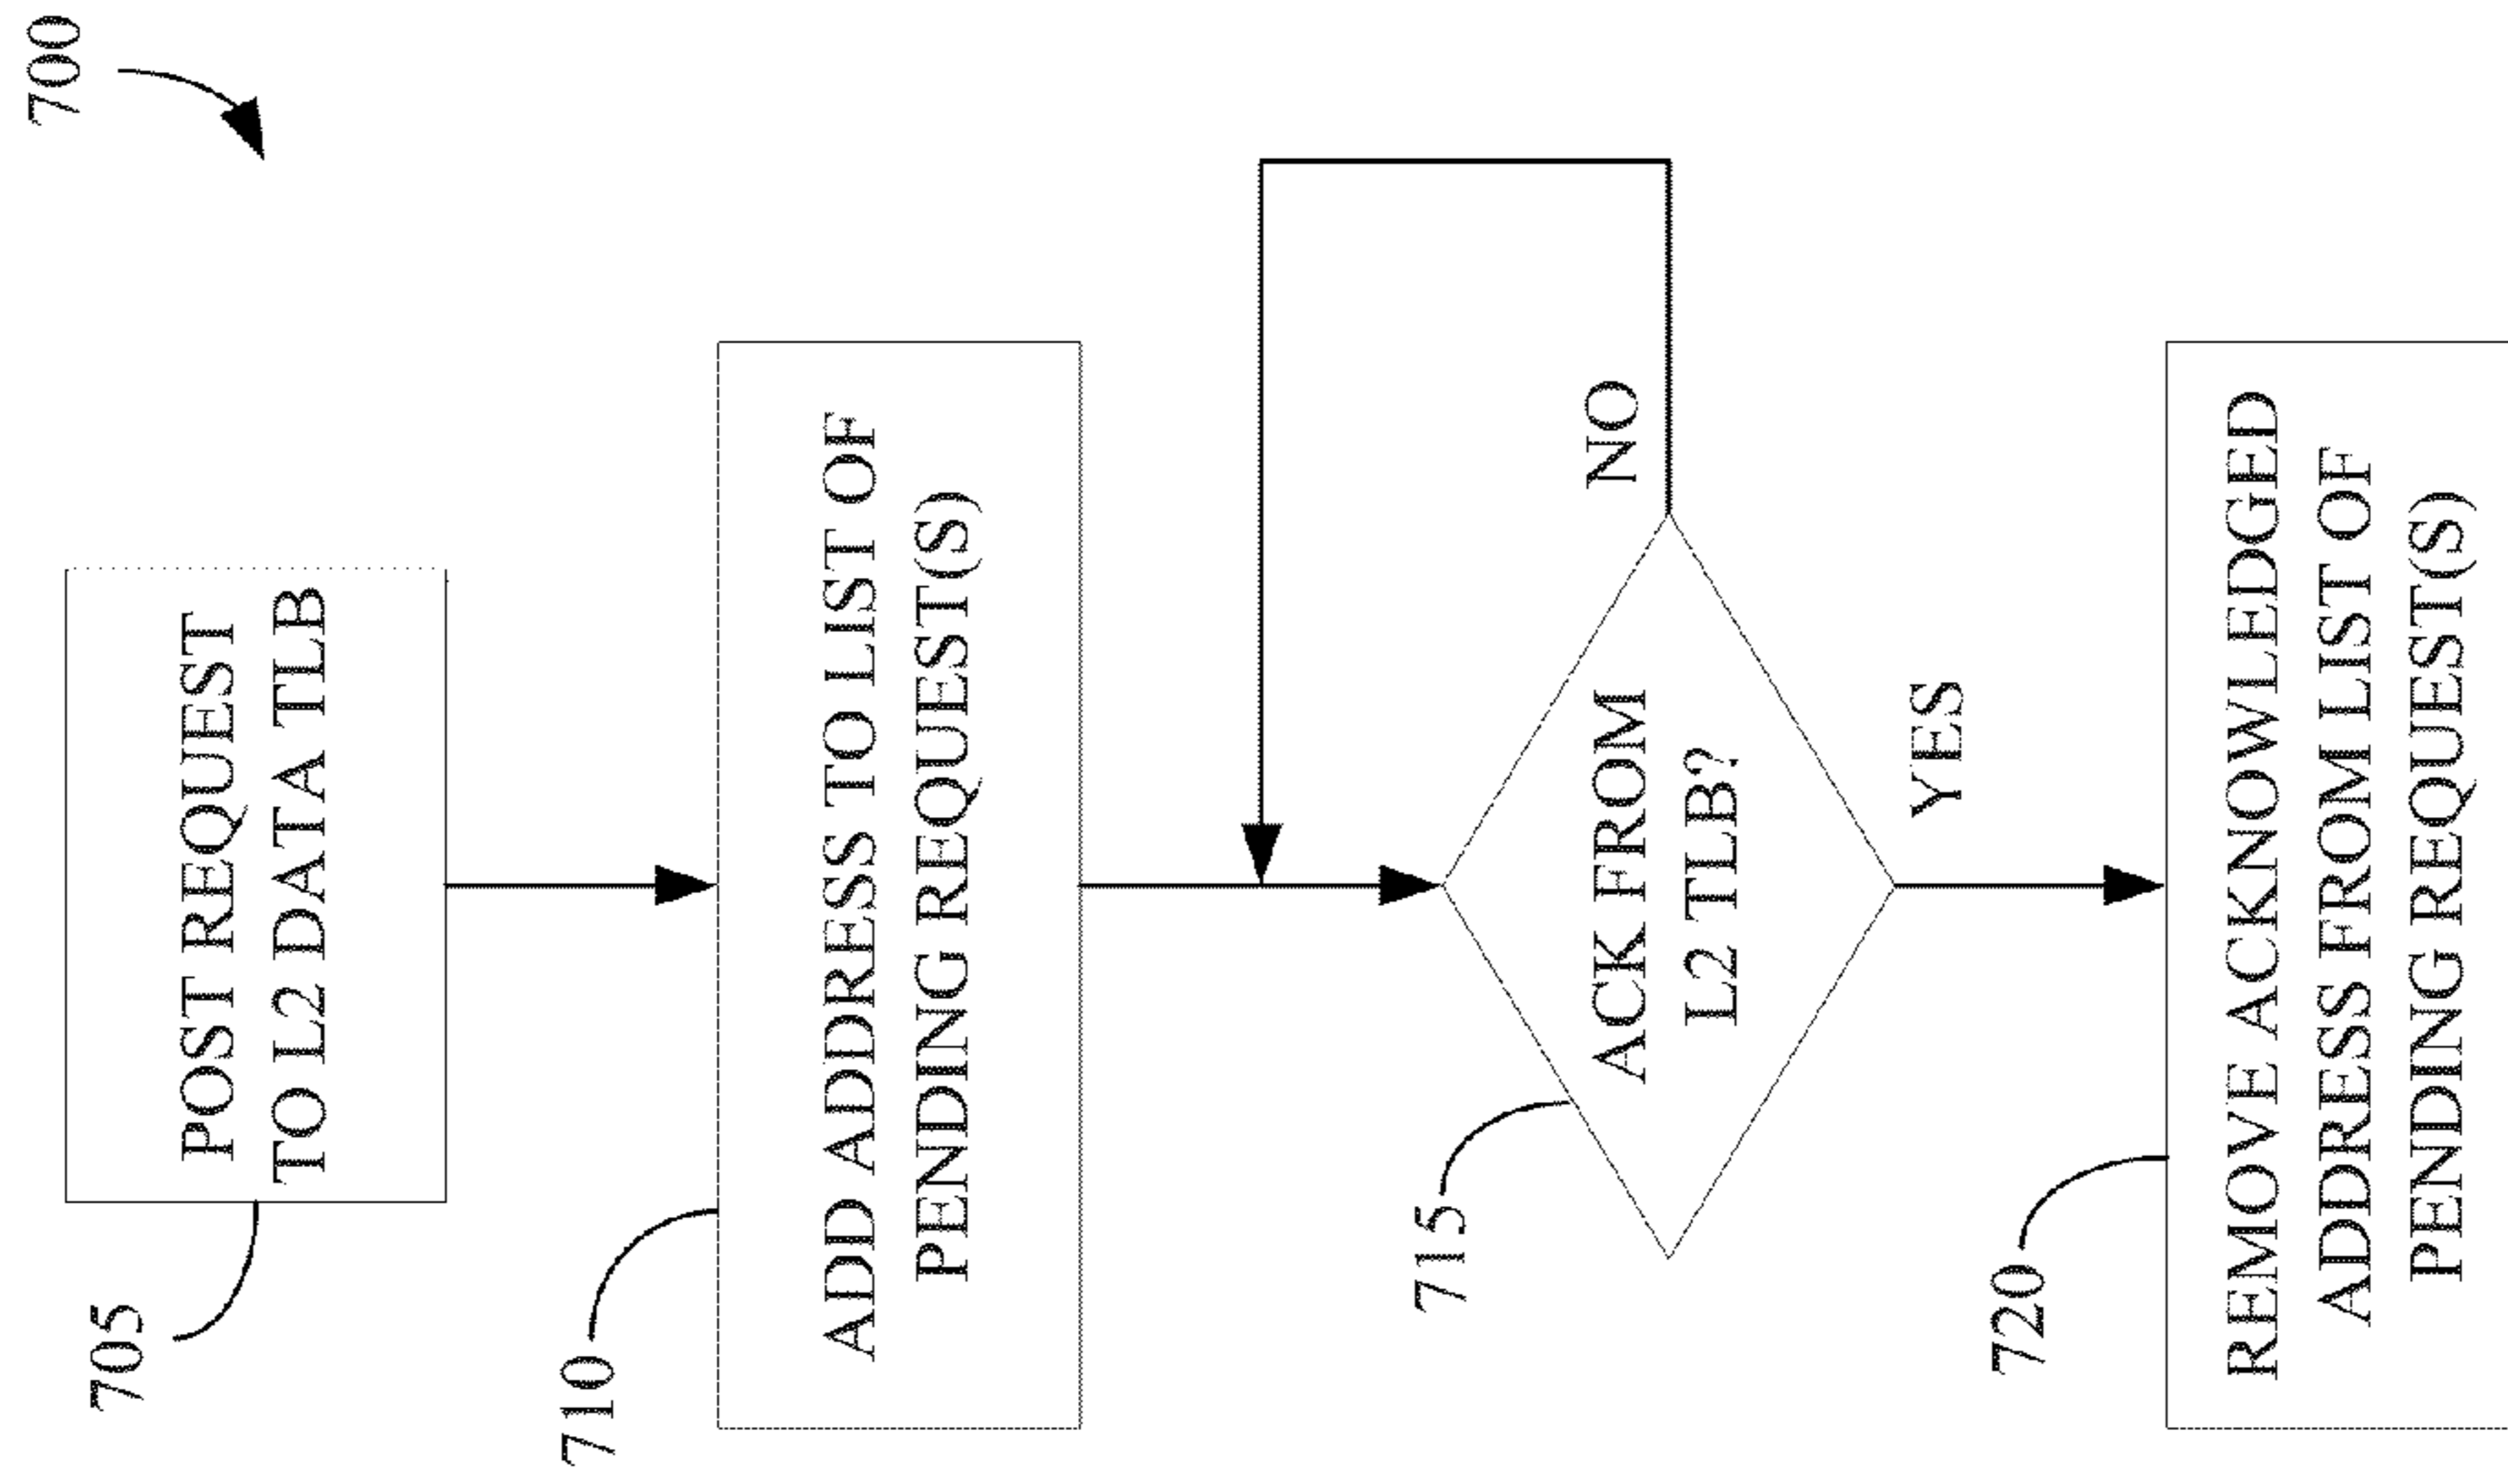 700
705
POST REQUEST
TO L2 DATA TLB
710
ADD ADDRESS TO LIST OF
PENDING REQUEST(S)
715
ACK FROM
L2 TLB?
NO
YES
720
REMOVE ACKNOWLEDGED
ADDRESS FROM LIST OF
PENDING REQUEST(S)